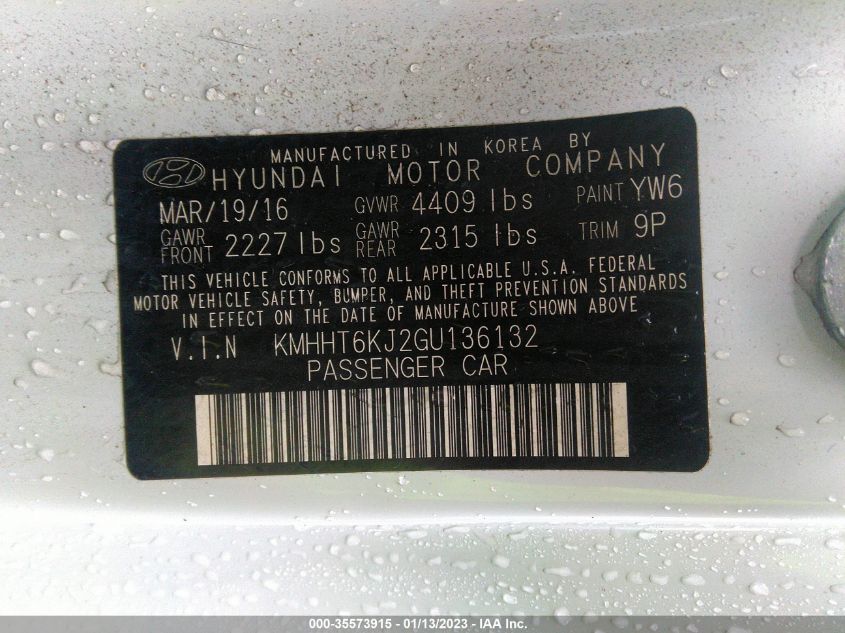 MANUFACTURED IN KOREA BY
HYUNDAI MOTOR COMPANY
MAR/19/16 GVWR 4409 lbs PAINT YW6
GAWR FRONT 2227 lbs GAWR REAR 2315 lbs TRIM 9P
THIS VEHICLE CONFORMS TO ALL APPLICABLE U.S.A. FEDERAL
MOTOR VEHICLE SAFETY, BUMPER, AND THEFT PREVENTION STANDARDS
IN EFFECT ON THE DATE OF MANUFACTURE SHOWN ABOVE
V.I.N KMHHT6KJ2GU136132
PASSENGER CAR
000-35573915 - 01/13/2023 - IAA Inc.